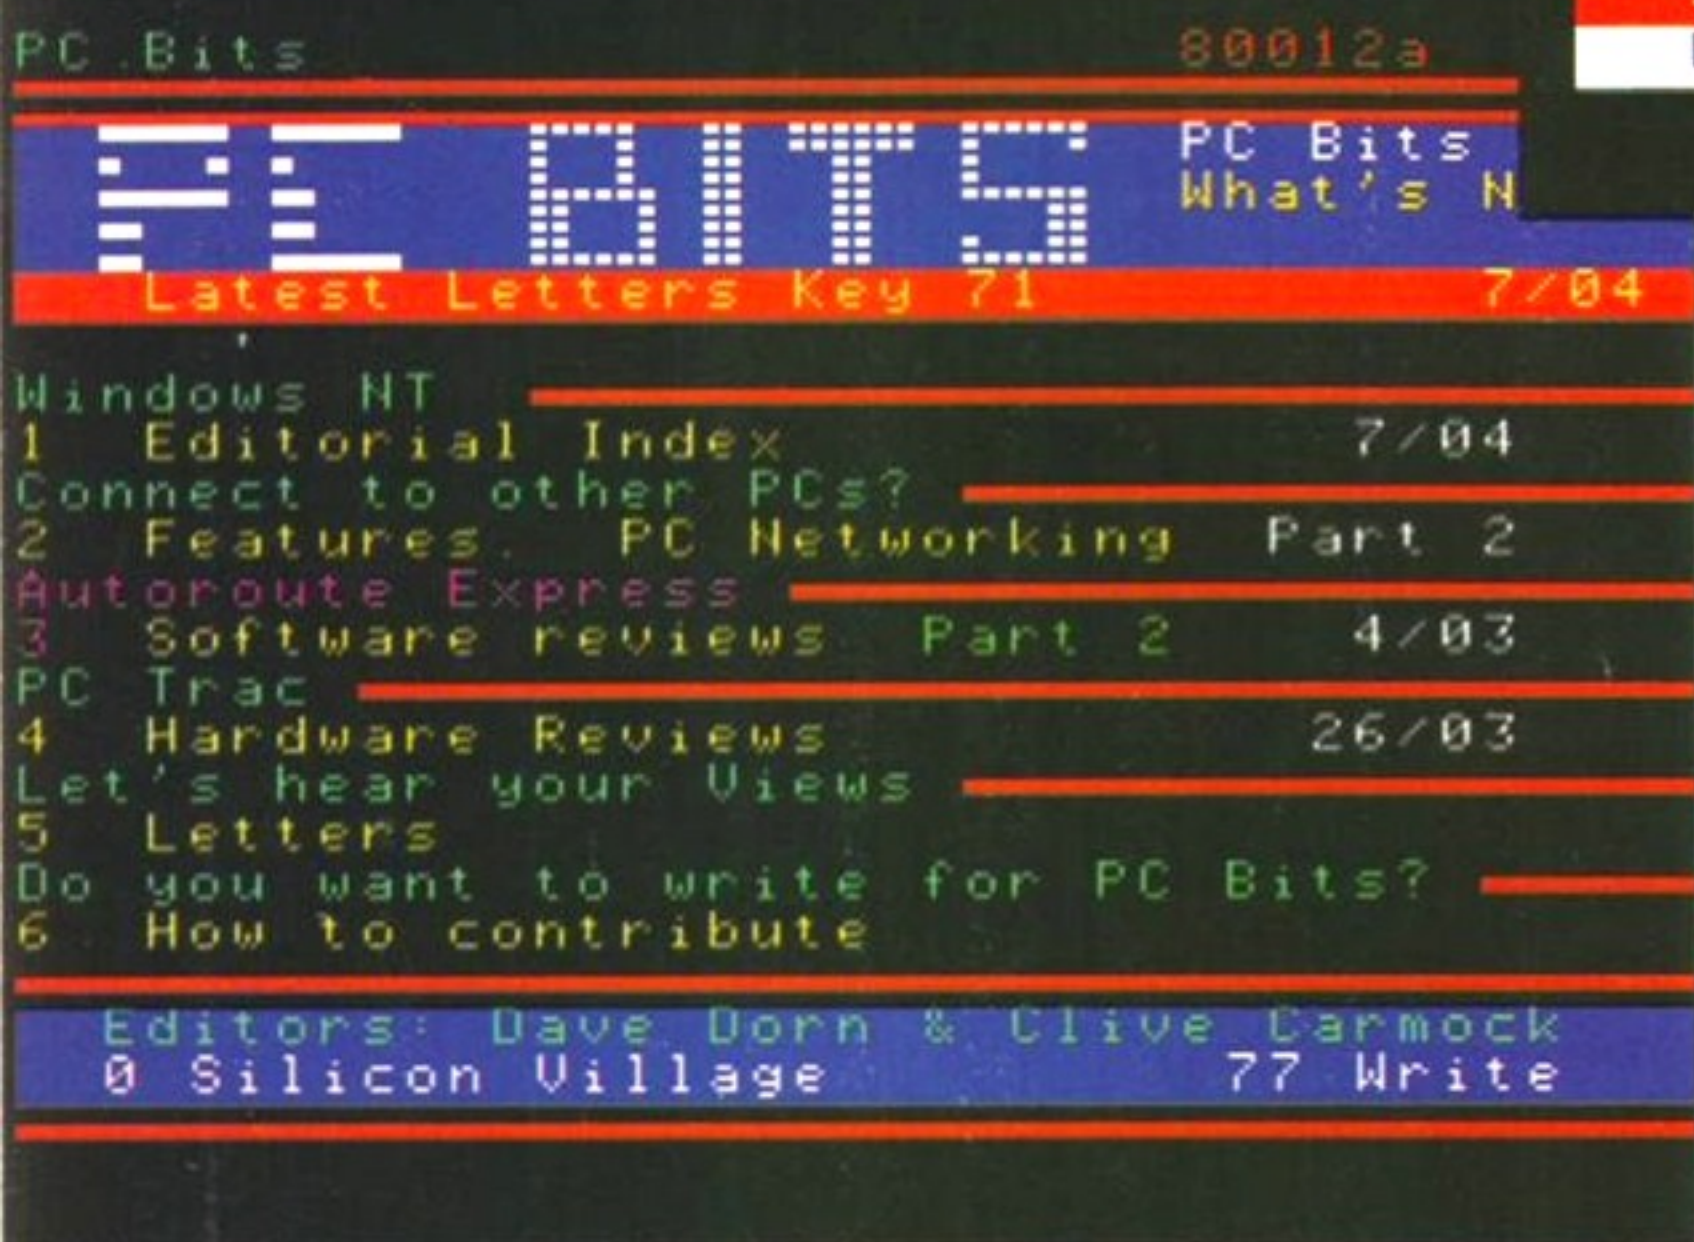 PC Bits 80012a
PC BITS
PC Bits
What's N
Latest Letters Key 71 7/04
Windows NT
1 Editorial Index 7/04
Connect to other PCs?
2 Features. PC Networking Part 2
Autoroute Express
3 Software reviews Part 2 4/03
PC Trac
4 Hardware Reviews 26/03
Let's hear your Views
5 Letters
Do you want to write for PC Bits?
6 How to contribute
Editors: Dave Dorn & Clive Carmock
0 Silicon Village 77 Write